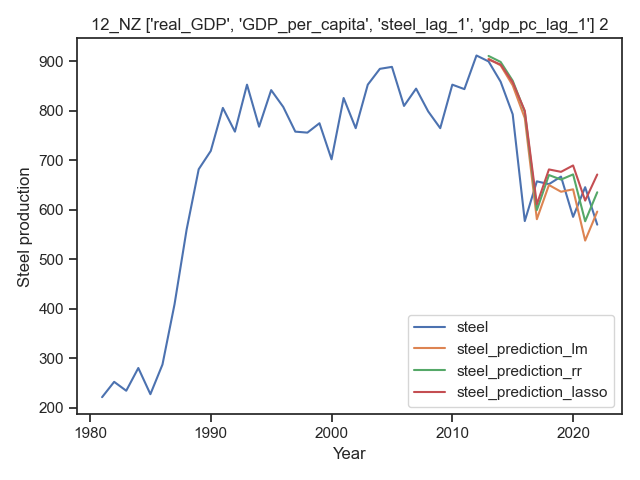 12_NZ ['real_GDP', 'GDP_per_capita', 'steel_lag_1', 'gdp_pc_lag_1'] 2
900
800
700
600
500
400
300
200
Steel production
1980
1990
2000
2010
2020
Year
steel
steel_prediction_lm
steel_prediction_rr
steel_prediction_lasso